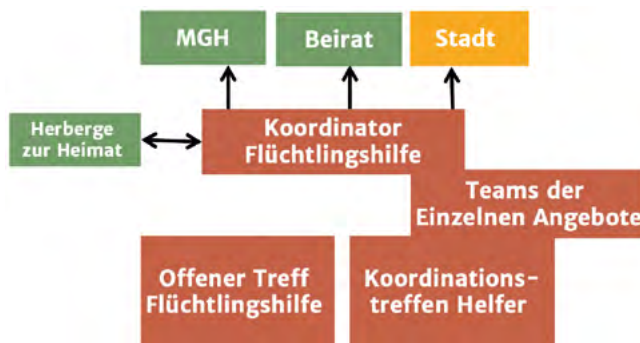 MGH
Beirat
Stadt
Herberge
zur Heimat
Koordinator
Flüchtlingshilfe
Teams der
Einzelnen Angebote
Offener Treff
Flüchtlingshilfe
Koordinations-
treffen Helfer